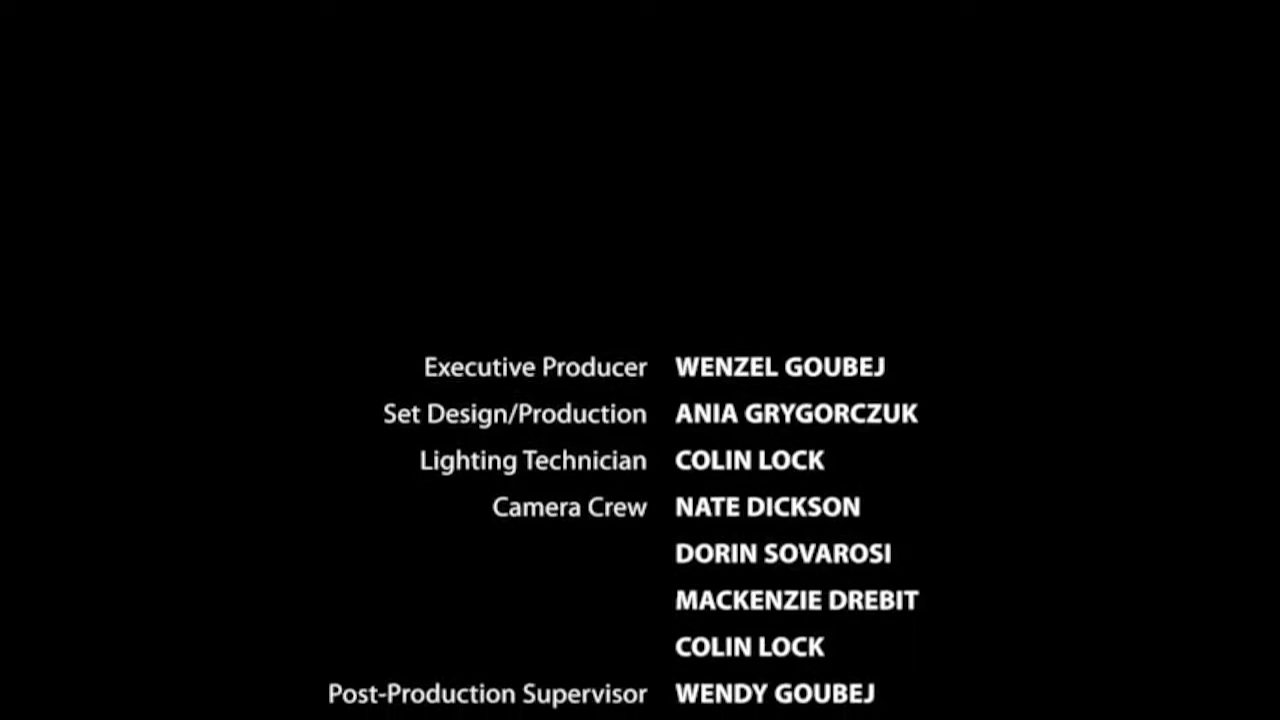 Executive Producer WENZEL GOUBEJ
Set Design/Production ANIA GRYGORCZUK
Lighting Technician COLIN LOCK
Camera Crew NATE DICKSON
DORIN SOVAROSI
MACKENZIE DREBIT
COLIN LOCK
Post-Production Supervisor WENDY GOUBEJ